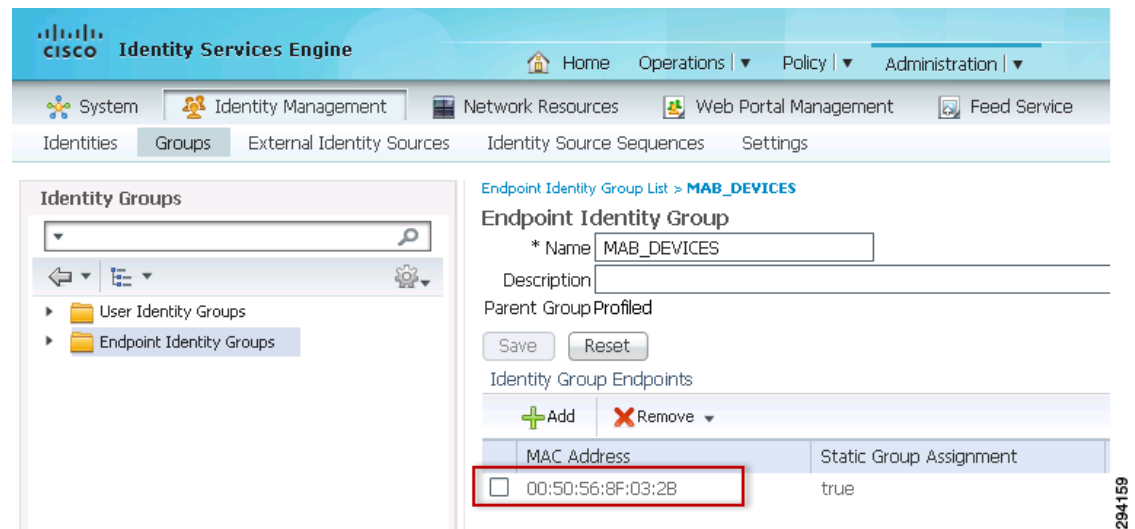 cisco Identity Services Engine
Home Operations Policy Administration
System Identity Management Network Resources Web Portal Management Feed Service
Identities Groups External Identity Sources Identity Source Sequences Settings
Identity Groups
User Identity Groups
Endpoint Identity Groups
Endpoint Identity Group List > MAB_DEVICES
Endpoint Identity Group
* Name MAB_DEVICES
Description
Parent Group Profiled
Save Reset
Identity Group Endpoints
Add Remove
MAC Address Static Group Assignment
00:50:56:8F:03:2B true
294159